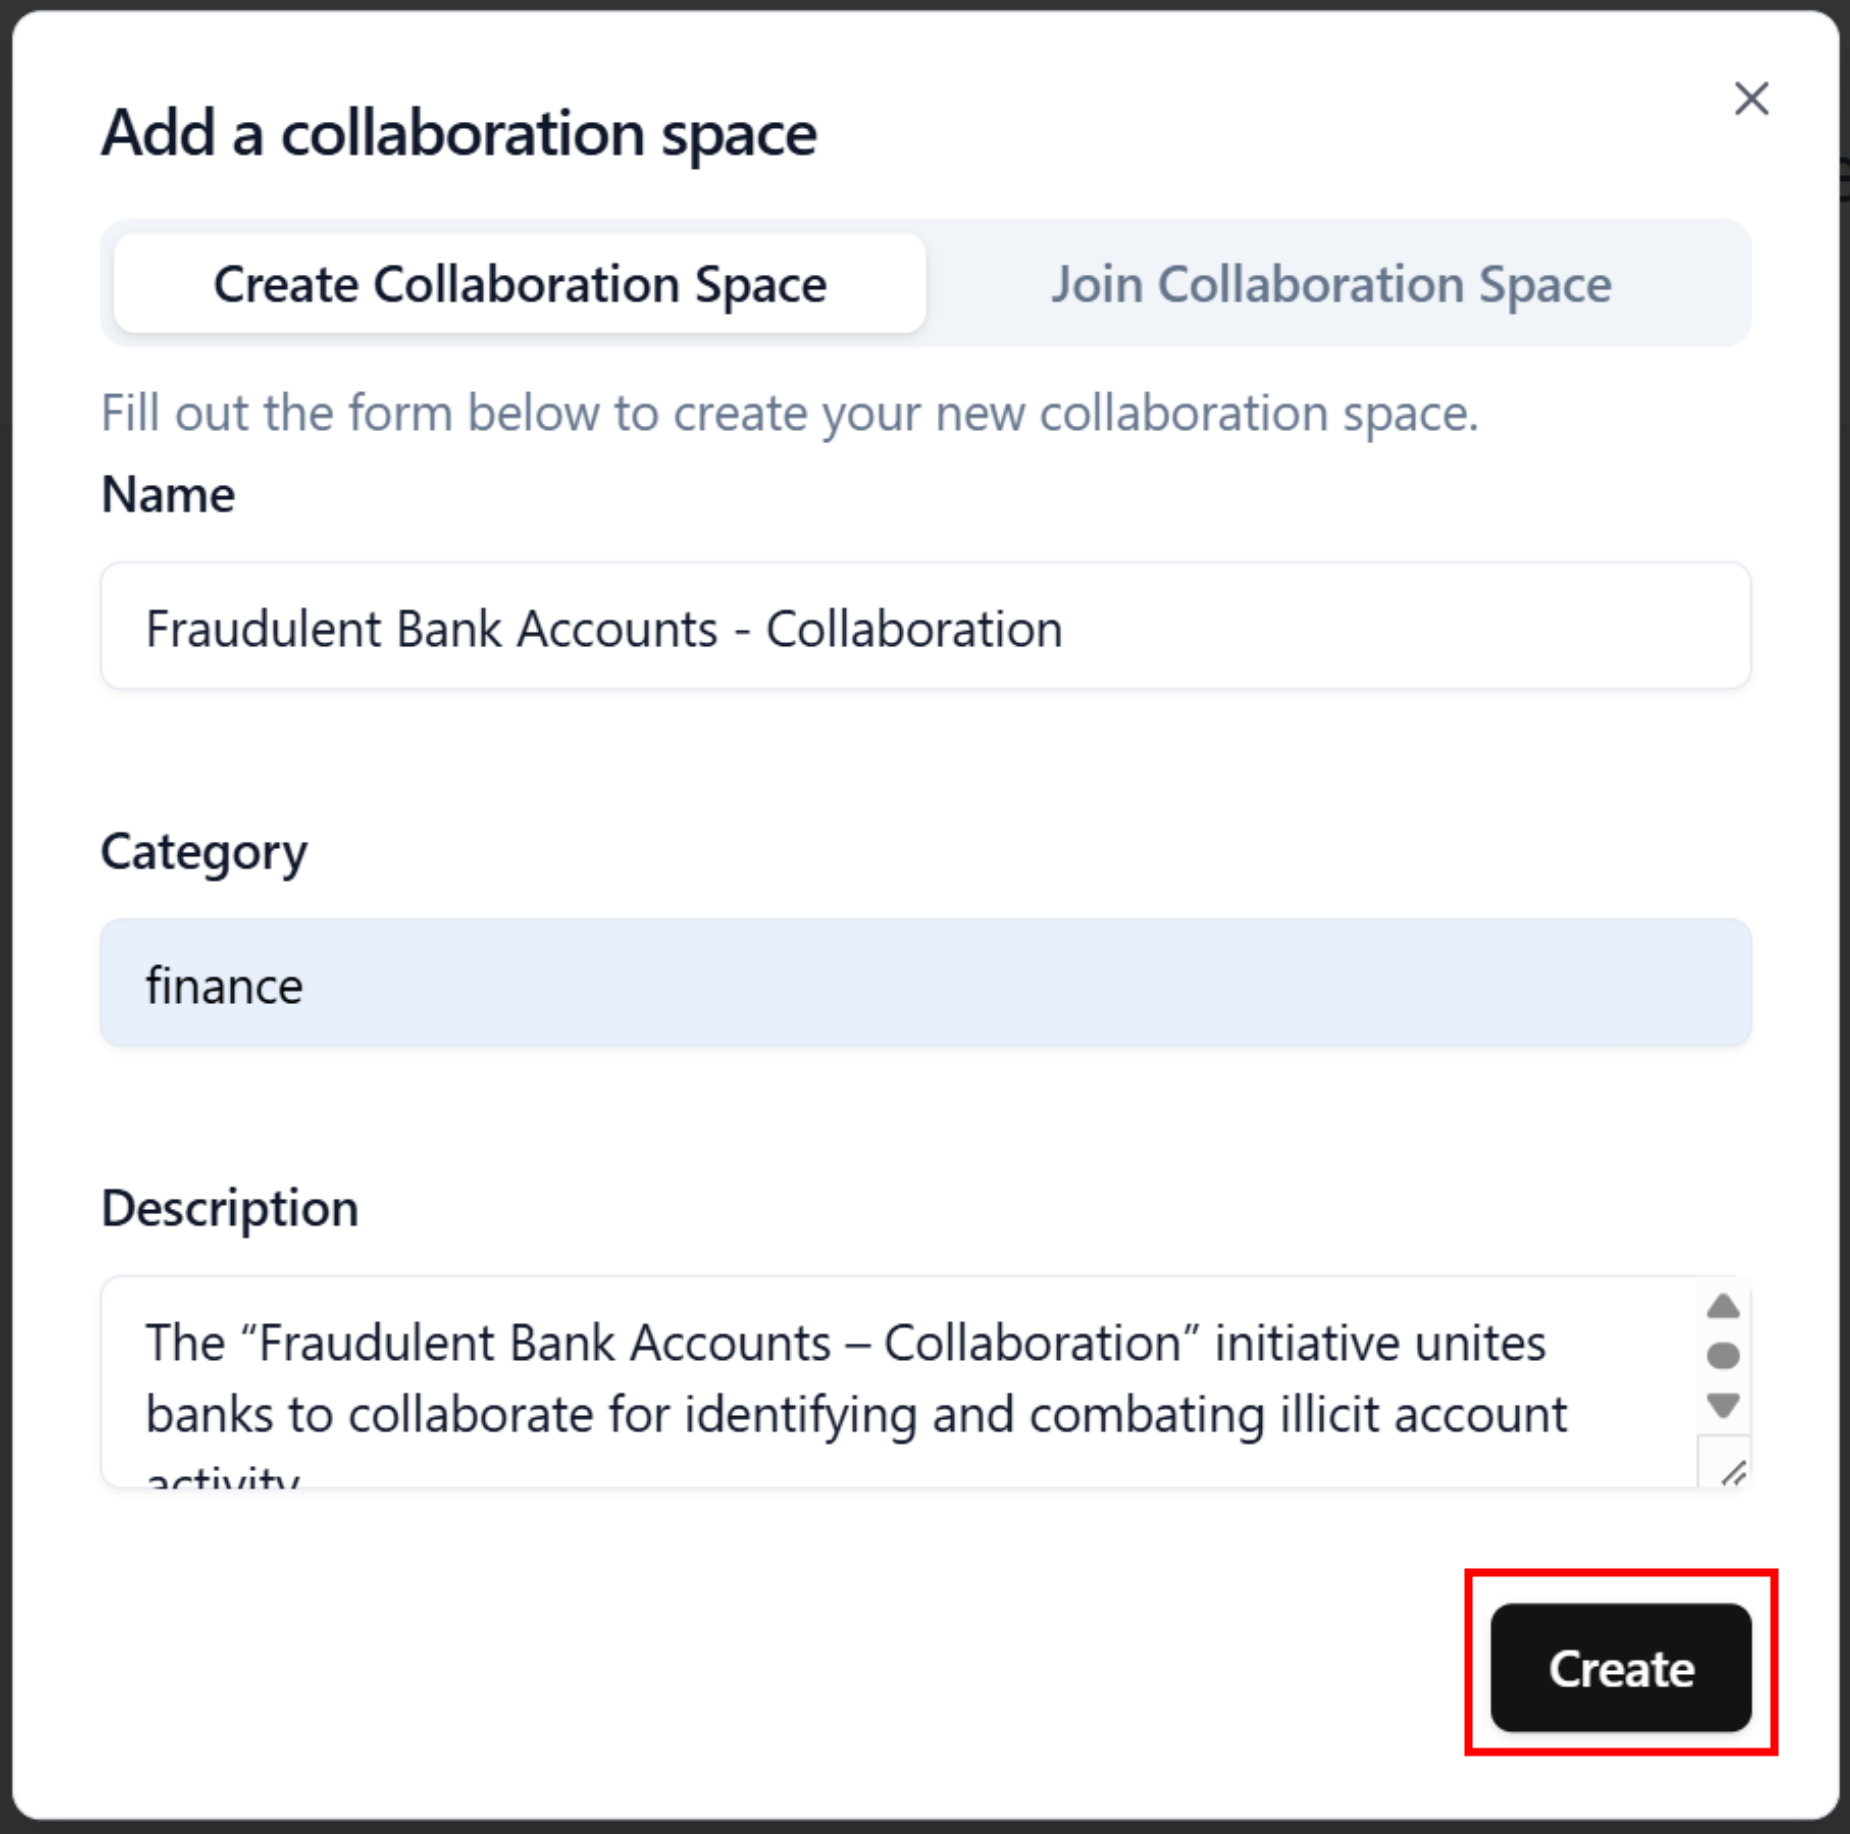 Add a collaboration space
Create Collaboration Space
Join Collaboration Space
Fill out the form below to create your new collaboration space.
Name
Fraudulent Bank Accounts - Collaboration
Category
finance
Description
The “Fraudulent Bank Accounts – Collaboration” initiative unites
banks to collaborate for identifying and combating illicit account
activity
Create